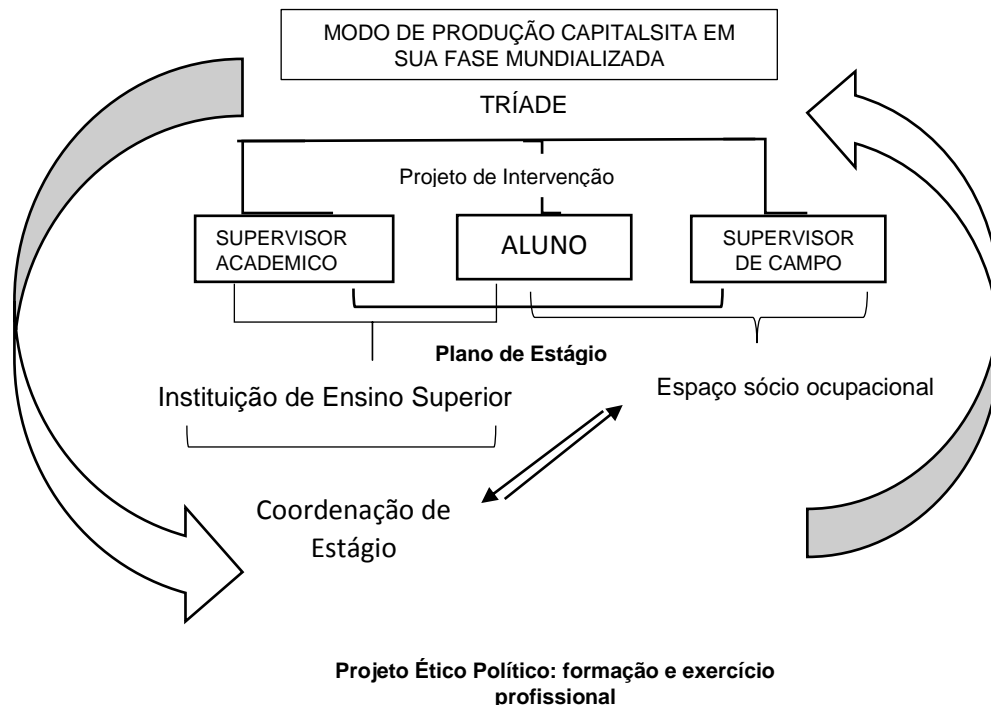 MODO DE PRODUÇÃO CAPITALSITA EM
SUA FASE MUNDIALIZADA
TRÍADE
Projeto de Intervenção
SUPERVISOR
ACADEMICO
ALUNO
SUPERVISOR
DE CAMPO
Plano de Estágio
Instituição de Ensino Superior
Espaço sócio ocupacional
Coordenação de
Estágio
Projeto Ético Político: formação e exercício
profissional